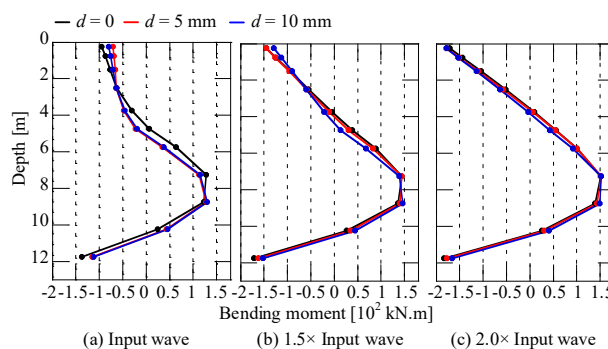 d = 0 d = 5 mm d = 10 mm
0
2
4
6
8
10
12
Depth [m]
-2 -1.5 -1 -0.5 0 0.5 1 1.5 -2 -1.5 -1 -0.5 0 0.5 1 1.5 -2 -1.5 -1 -0.5 0 0.5 1 1.5
Bending moment [10² kN.m]
(a) Input wave (b) 1.5× Input wave (c) 2.0× Input wave